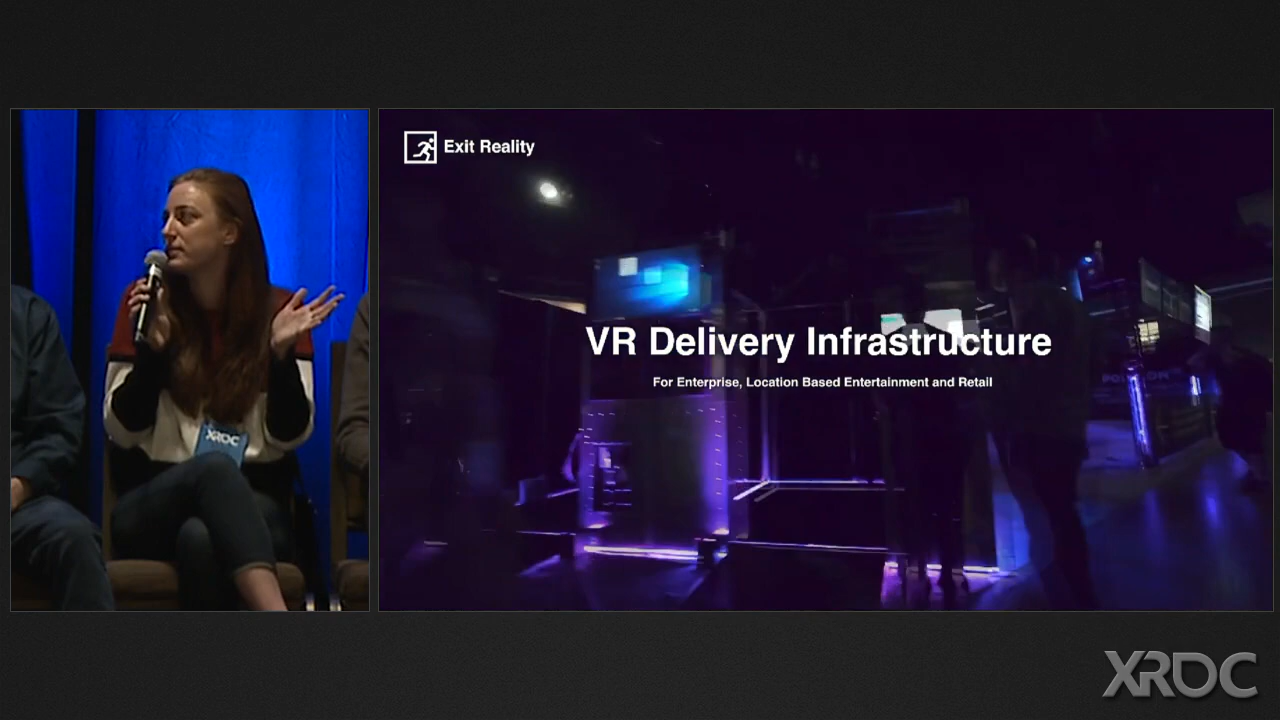 Exit Reality
VR Delivery Infrastructure
For Enterprise, Location Based Entertainment and Retail
XRDC
XRDC